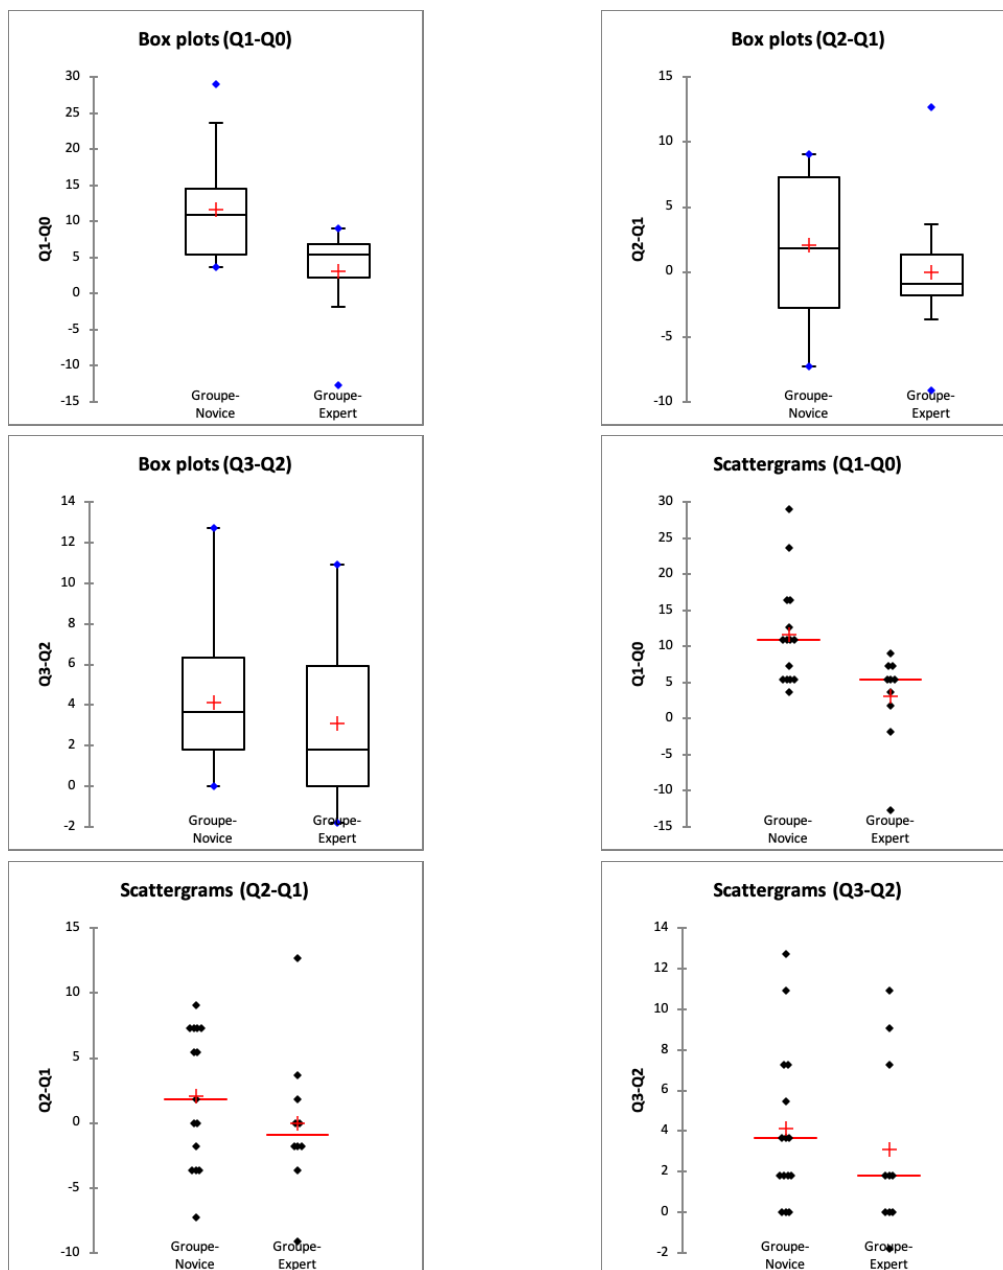 Box plots (Q1-Q0)
30
25
20
15
10
5
0
-5
-10
-15
Q1-Q0
Groupe-
Novice
Groupe-
Expert
Box plots (Q2-Q1)
15
10
5
0
-5
-10
Q2-Q1
Groupe-
Novice
Groupe-
Expert
Box plots (Q3-Q2)
14
12
10
8
6
4
2
0
-2
Q3-Q2
Groupe-
Novice
Groupe-
Expert
Scattergrams (Q1-Q0)
30
25
20
15
10
5
0
-5
-10
-15
Q1-Q0
Groupe-
Novice
Groupe-
Expert
Scattergrams (Q2-Q1)
15
10
5
0
-5
-10
Q2-Q1
Groupe-
Novice
Groupe-
Expert
Scattergrams (Q3-Q2)
14
12
10
8
6
4
2
0
-2
Q3-Q2
Groupe-
Novice
Groupe-
Expert